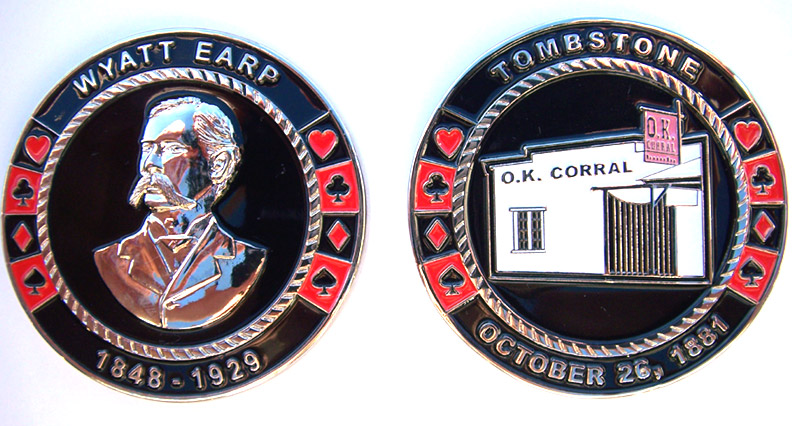 WYATT EARP
1848 - 1929
TOMBSTONE
O.K.
CORRAL
O.K. CORRAL
OCTOBER 26, 1881